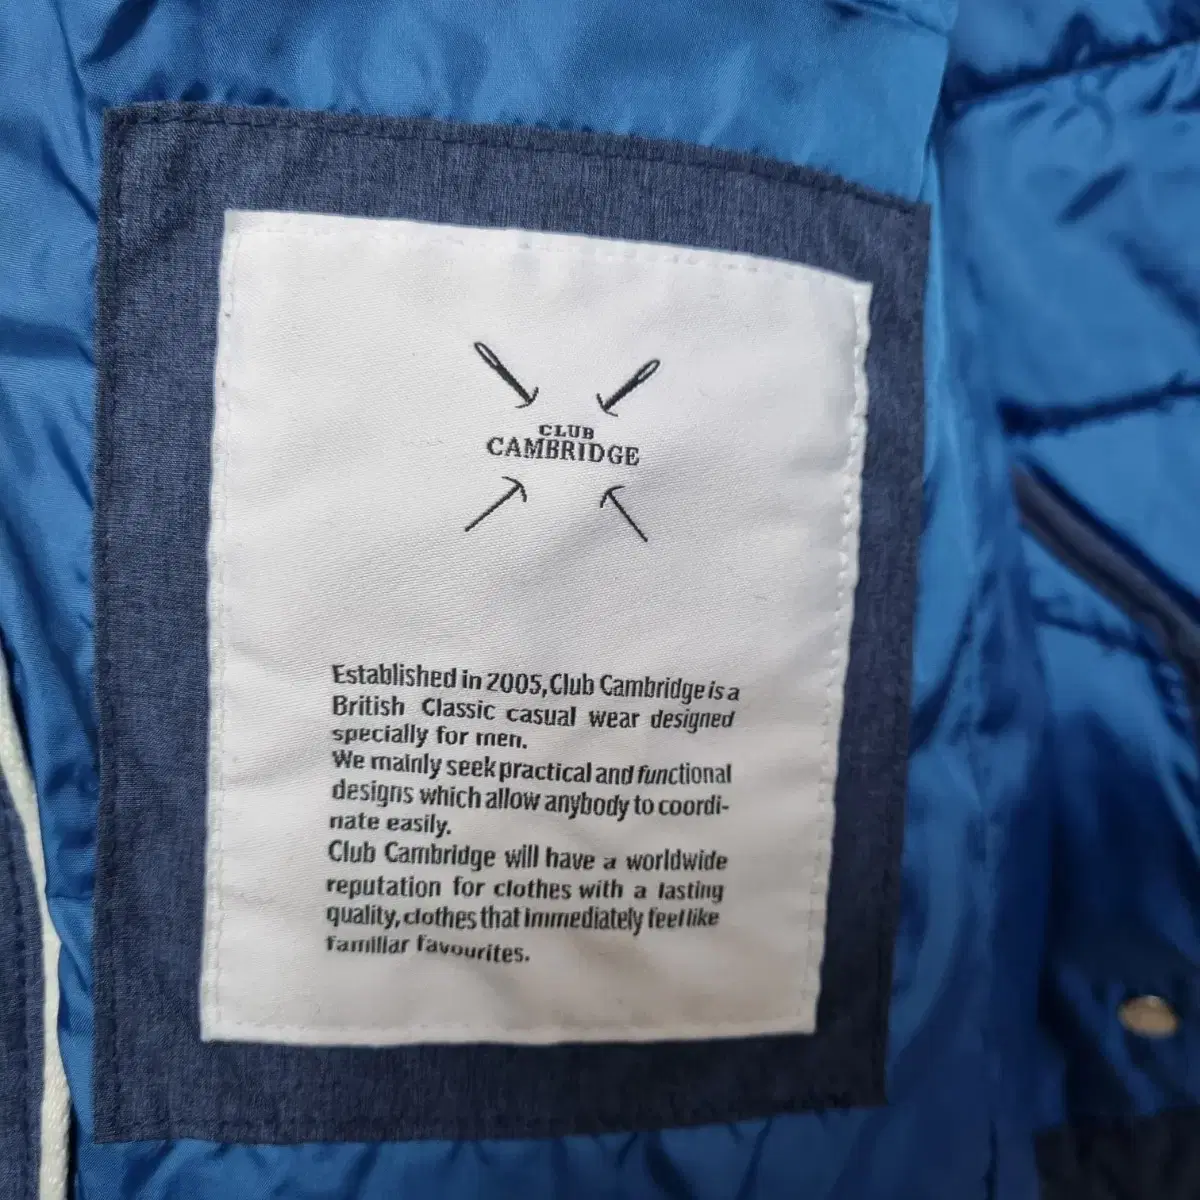 CLUB
CAMBRIDGE
Established in 2005, Club Cambridge is a
British Classic casual wear designed
specially for men.
We mainly seek practical and functional
designs which allow anybody to coordi-
nate easily.
Club Cambridge will have a worldwide
reputation for clothes with a lasting
quality, clothes that immediately feel like
familiar favourites.